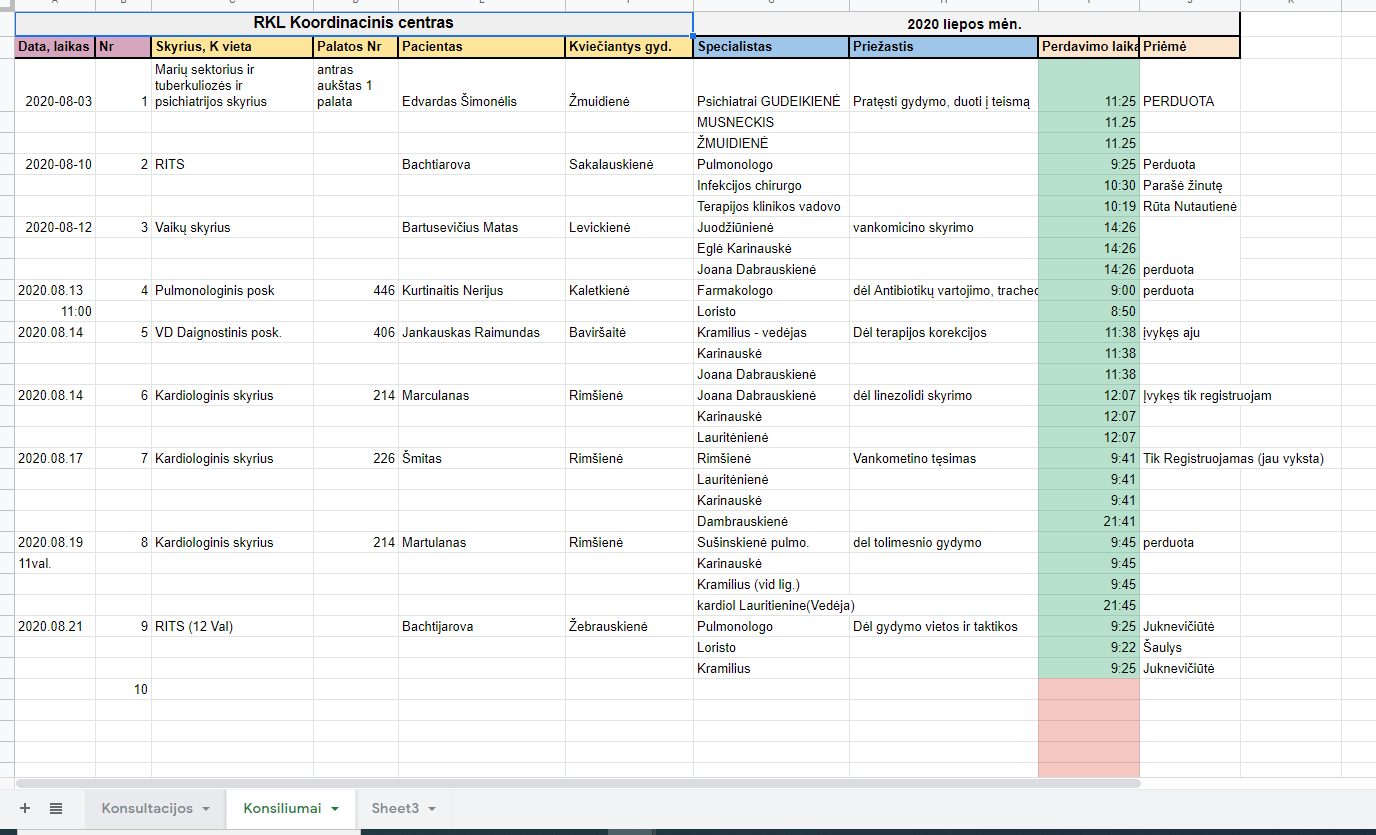 RKL Koordinacinis centras 2020 liepos mėn.
Data, laikas Nr Skyrius, K vieta Palatos Nr Pacientas Kviečiantys gyd. Specialistas Priežastis Perdavimo laika Priėmė
Marių sektorius ir antras
tuberkuliozės ir aukštas 1
2020-08-03 1 psichiatrijos skyrius palata Edvardas Šimonėlis Žmuidienė Psichiatrai GUDEIKIENĖ Pratęsti gydymo, duoti į teismą 11:25 PERDUOTA
MUSNECKIS 11.25
ŽMUIDIENĖ 11.25
2020-08-10 2 RITS Bachtiarova Sakalauskienė Pulmonologo 9:25 Perduota
Infekcijos chirurgo 10:30 Parašė žinutę
Terapijos klinikos vadovo 10:19 Rūta Nutautienė
2020-08-12 3 Vaikų skyrius Bartusevičius Matas Levickienė Juodžiūnienė vankomicino skyrimo 14:26
Eglė Karinauskė 14:26
Joana Dabrauskienė 14:26 perduota
2020.08.13 4 Pulmonologinis posk 446 Kurtinaitis Nerijus Kaletkienė Farmakologo dėl Antibiotikų vartojimo, trachec 9:00 perduota
11:00 Loristo 8:50
2020.08.14 5 VD Daignostinis posk. 406 Jankauskas Raimundas Baviršaitė Kramilius - vedėjas Dėl terapijos korekcijos 11:38 įvykęs aju
Karinauskė 11:38
Joana Dabrauskienė 11:38
2020.08.14 6 Kardiologinis skyrius 214 Marculanas Rimšienė Joana Dabrauskienė dėl linezolidi skyrimo 12:07 Įvykęs tik registruojam
Karinauskė 12:07
Lauritėnienė 12:07
2020.08.17 7 Kardiologinis skyrius 226 Šmitas Rimšienė Rimšienė Vankometino tęsimas 9:41 Tik Registruojamas (jau vyksta)
Lauritėnienė 9:41
Karinauskė 9:41
Dambrauskienė 21:41
2020.08.19 8 Kardiologinis skyrius 214 Martulanas Rimšienė Sušinskienė pulmo. del tolimesnio gydymo 9:45 perduota
11val. Karinauskė 9:45
Kramilius (vid lig.) 9:45
kardiol Lauritienine(Vedėja) 21:45
2020.08.21 9 RITS (12 Val) Bachtijarova Žebrauskienė Pulmonologo Dėl gydymo vietos ir taktikos 9:25 Juknevičiūtė
Loristo 9:22 Šaulys
Kramilius 9:25 Juknevičiūtė
10
Konsultacijos Konsiliumai Sheet3